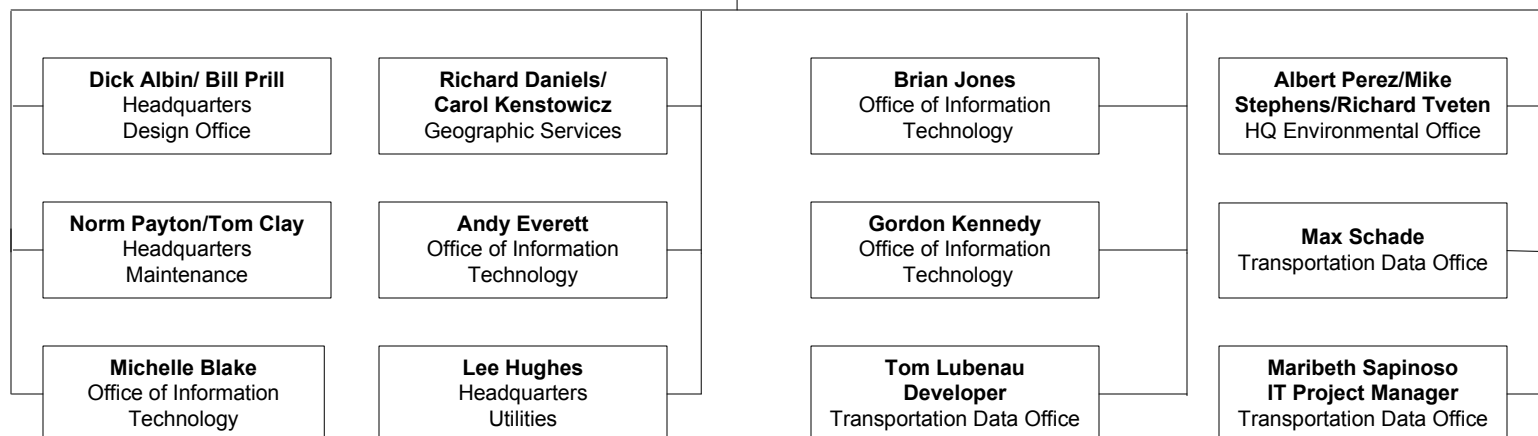 Dick Albin/ Bill Prill
Headquarters
Design Office
Richard Daniels/
Carol Kenstowicz
Geographic Services
Brian Jones
Office of Information
Technology
Albert Perez/Mike
Stephens/Richard Tveten
HQ Environmental Office
Norm Payton/Tom Clay
Headquarters
Maintenance
Andy Everett
Office of Information
Technology
Gordon Kennedy
Office of Information
Technology
Max Schade
Transportation Data Office
Michelle Blake
Office of Information
Technology
Lee Hughes
Headquarters
Utilities
Tom Lubenau
Developer
Transportation Data Office
Maribeth Sapinoso
IT Project Manager
Transportation Data Office